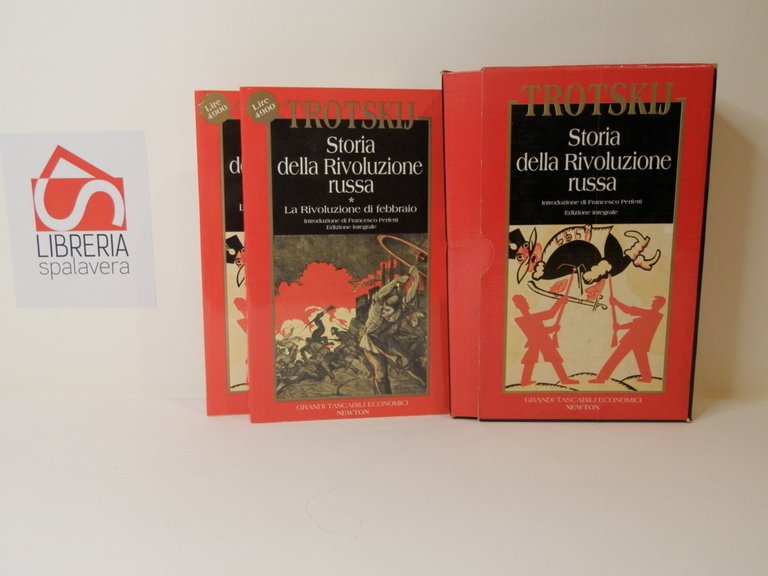 LIBRERIA
spalavera
Lire
4900
Lire
4900
TROTSKIJ
Storia
della Rivoluzione
russa
*
La Rivoluzione di febbraio
Introduzione di Francesco Perfetti
Edizione Integrale
GRANDI TASCABILI ECONOMICI
NEWTON
TROTSKIJ
Storia
della Rivoluzione
russa
Introduzione di Francesco Perfetti
Edizione Integrale
GRANDI TASCABILI ECONOMICI
NEWTON